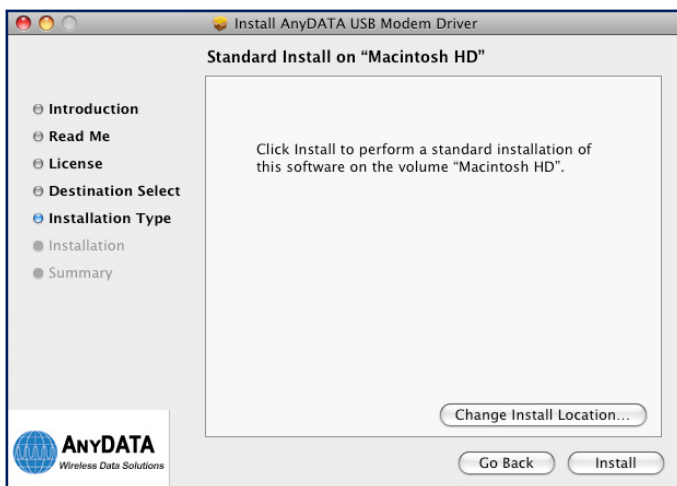 Install AnyDATA USB Modem Driver
Standard Install on “Macintosh HD”
Introduction
Read Me
License
Destination Select
Installation Type
Installation
Summary
Click Install to perform a standard installation of
this software on the volume “Macintosh HD”.
Change Install Location...
ANYDATA
Wireless Data Solutions
Go Back
Install